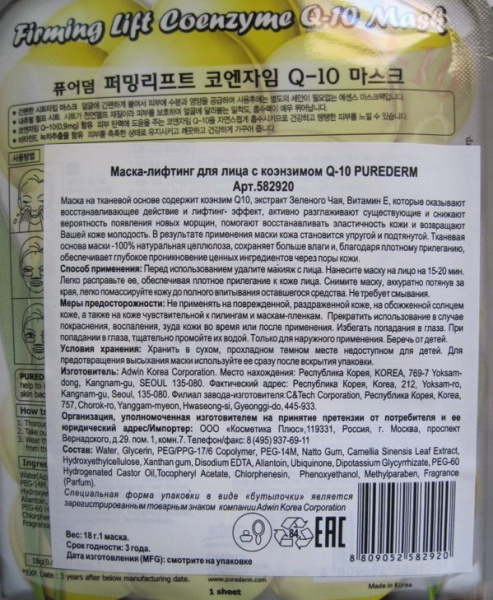 Firming Lift Coenzyme Q-10 Mask
퓨어덤 퍼밍리프트 코엔자임 Q-10 마스크
사용방법
Маска-лифтинг для лица с коэнзимом Q-10 PUREDERM
Арт.582920
Маска на тканевой основе содержит коэнзим Q10, экстракт Зеленого Чая, Витамин Е, которые оказывают
восстанавливающее действие и лифтинг- эффект, активно разглаживают существующие и снижают
вероятность появления новых морщин, помогают восстанавливать эластичность кожи и возвращают
Вашей коже молодость. В результате применения маски кожа становится упругой и подтянутой. Тканевая
основа маски -100% натуральная целлюлоза, сохраняет больше влаги и, благодаря плотному прилеганию,
обеспечивает глубокое проникновение ценных ингредиентов через поры кожи.
Способ применения: Перед использованием удалите макияж с лица. Нанесите маску на лицо на 15-20 мин.
Легко расправьте ее, обеспечивая плотное прилегание к коже лица. Снимите маску, аккуратно потянув за
края, легко помассируйте кожу до полного впитывания оставшегося средства. Не требует смывания.
Меры предосторожности: Не применять на поврежденной, раздраженной коже, на обожженной солнцем
коже, а также на коже чувствительной к пилингам и маскам-пленкам. Прекратить использование в случае
покраснения, воспаления, зуда кожи во время или после применения. Избегать попадания в глаза. При
попадании в глаза, тщательно промойте их водой. Только для наружного применения. Беречь от детей.
Условия хранения: Хранить в сухом, прохладном темном месте недоступном для детей. Для
предотвращения высыхания маски используйте ее сразу после вскрытия упаковки.
Изготовитель: Adwin Korea Corporation. Место нахождения: Республика Корея, KOREA, 769-7 Yoksam-
dong, Kangnam-gu, SEOUL 135-080. Фактический адрес: Республика Корея, Korea, 212, Yoksam-ro,
Kangnam-gu, Seoul, 135-080. Филиал завода-изготовителя:C&Tech Corporation, Республика Корея, Korea,
757, Chorok-ro, Yanggam-myeon, Hwaseong-si, Gyeonggi-do, 445-933.
Организация, уполномоченная изготовителем на принятие претензии от потребителя и ее
юридический адрес/Импортер: ООО «Косметика Плюс»,119331, Россия, г. Москва, проспект
Вернадского, д.29. пом. 1, комн.7. Телефон/факс: 8 (495) 937-69-11
Состав: Water, Glycerin, PEG/PPG-17/6 Copolymer, PEG-14M, Natto Gum, Camellia Sinensis Leaf Extract,
Hydroxyethylcellulose, Xanthan gum, Disodium EDTA, Allantoin, Ubiquinone, Dipotassium Glycyrrhizate, PEG-60
Hydrogenated Castor Oil,Tocopheryl Acetate, Chlorphenesin, Phenoxyethanol, Methylparaben, Fragrance
(Parfum).
Специальная форма упаковки в виде «бутылочки» является
зарегистрированным товарным знаком компании Adwin Korea Corporation
84
EAC
Вес: 18 г.1 маска.
Срок годности: 3 года.
Дата изготовления (MFG): смотрите на упаковке
8 809052 582920
years after below manufacturing date.
www.purederm.com
Made in Korea
1 sheet